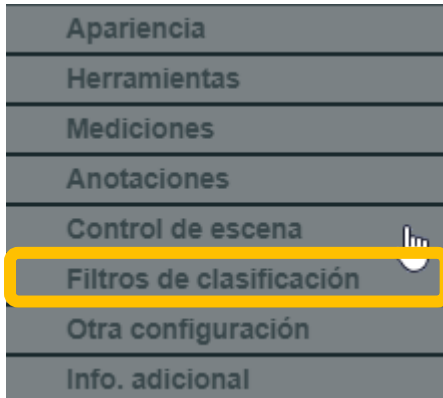 Apariencia
Herramientas
Mediciones
Anotaciones
Control de escena
Filtros de clasificación
Otra configuración
Info. adicional